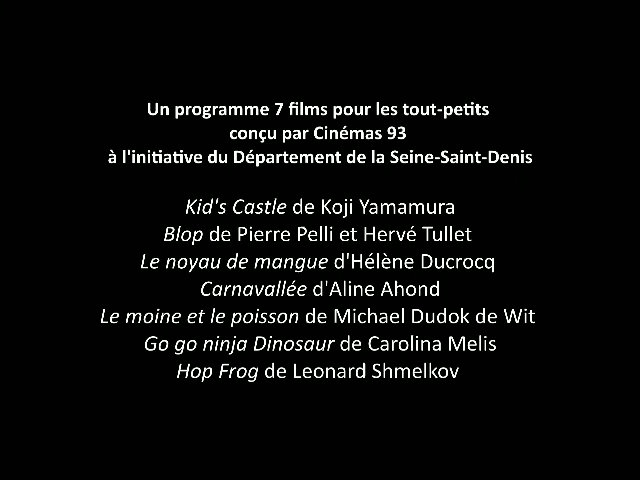 Un programme 7 films pour les tout-petits
conçu par Cinémas 93
à l'initiative du Département de la Seine-Saint-Denis
Kid's Castle de Koji Yamamura
Blop de Pierre Pelli et Hervé Tullet
Le noyau de mangue d'Hélène Ducrocq
Carnavallée d'Aline Ahond
Le moine et le poisson de Michael Dudok de Wit
Go go ninja Dinosaur de Carolina Melis
Hop Frog de Leonard Shmelkov